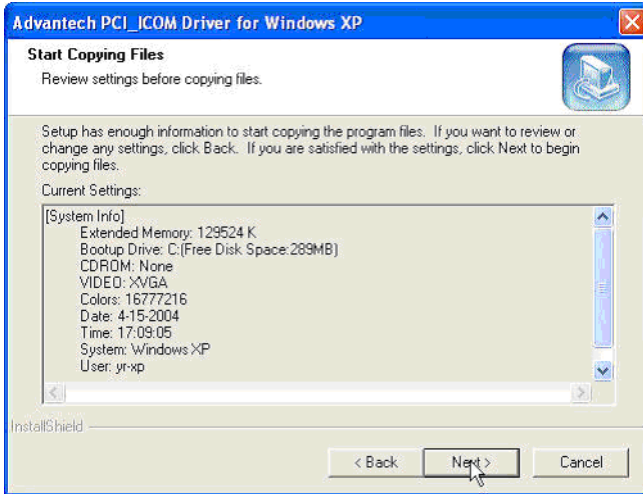 Advantech PCI_ICOM Driver for Windows XP
Start Copying Files
Review settings before copying files.
Setup has enough information to start copying the program files. If you want to review or
change any settings, click Back. If you are satisfied with the settings, click Next to begin
copying files.
Current Settings:
[System Info]
Extended Memory: 129524 K
Bootup Drive: C:(Free Disk Space:289MB)
CDROM: None
VIDEO: XVGA
Colors: 16777216
Date: 4-15-2004
Time: 17:09:05
System: Windows XP
User: yr-xp
InstallShield
< Back Next > Cancel